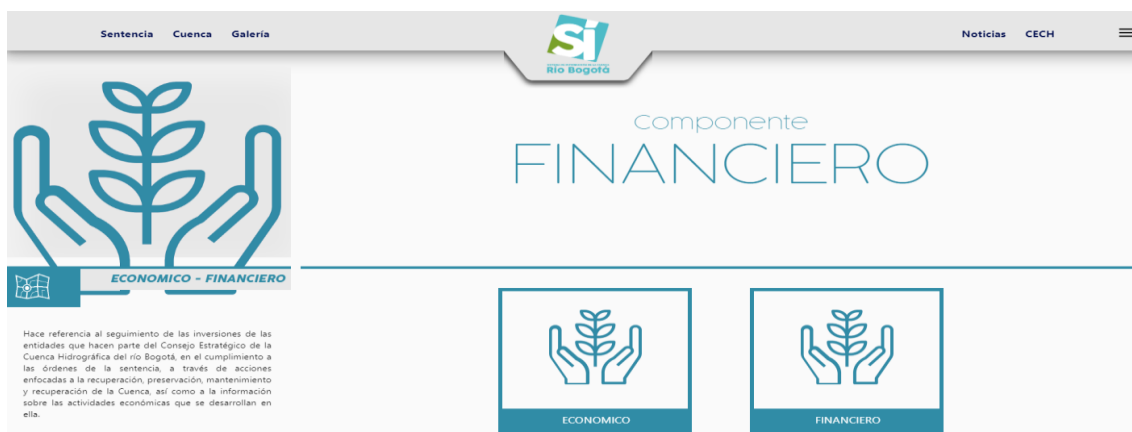 Sentencia Cuenca Galería
SI
Río Bogotá
Noticias CECH
Componente
FINANCIERO
ECONOMICO - FINANCIERO
Hace referencia al seguimiento de las inversiones de las
entidades que hacen parte del Consejo Estratégico de la
Cuenca Hidrográfica del río Bogotá, en el cumplimiento a
las órdenes de la sentencia, a través de acciones
enfocadas a la recuperación, preservación, mantenimiento
y recuperación de la Cuenca, así como a la información
sobre las actividades económicas que se desarrollan en
ella.
ECONOMICO
FINANCIERO